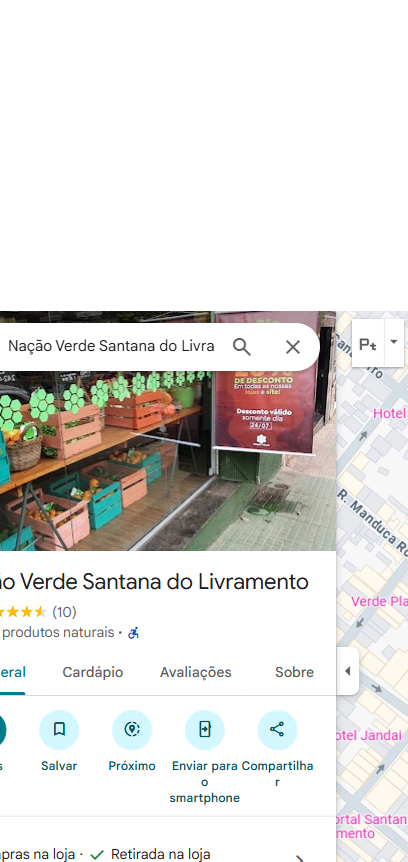 DE DESCONTO
Em todas as nossas
lojas e site!
Desconto válido
somente dia
24/07
Nação Verde Santana do Livra
ão Verde Santana do Livramento
(10)
produtos naturais ·
eral
Cardápio
Avaliações
Sobre
s
Salvar
Próximo
Enviar para o smartphone
Compartilhar
pras na loja · ✓ Retirada na loja
Hotel
R. Manduca Ro
Verde Pla
otel Jandai
ortal Santan
mento